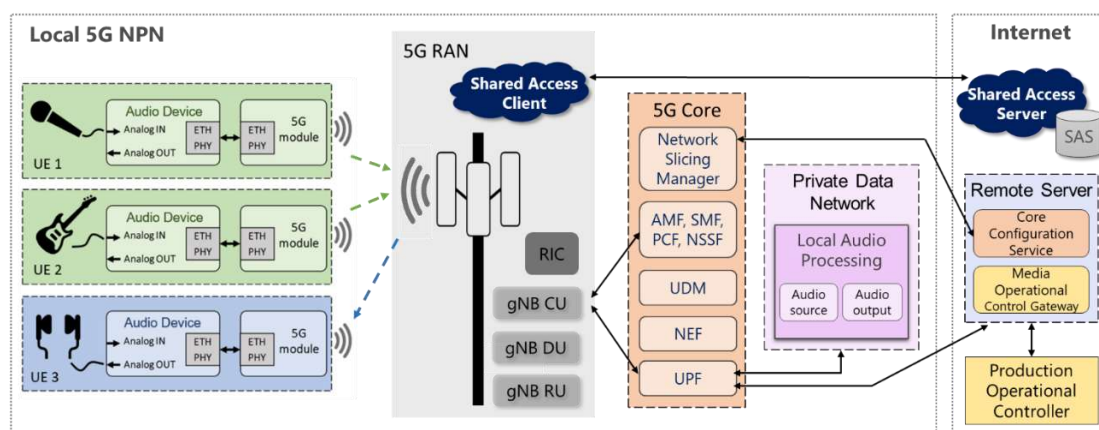 Local 5G NPN
Audio Device
Analog IN
Analog OUT
ETH
PHY
ETH
PHY
5G
module
UE 1
Audio Device
Analog IN
Analog OUT
ETH
PHY
ETH
PHY
5G
module
UE 2
Audio Device
Analog IN
Analog OUT
ETH
PHY
ETH
PHY
5G
module
UE 3
5G RAN
Shared Access
Client
RIC
gNB CU
gNB DU
gNB RU
5G Core
Network
Slicing
Manager
AMF, SMF,
PCF, NSSF
UDM
NEF
UPF
Private Data
Network
Local Audio
Processing
Audio
source
Audio
output
Internet
Shared Access
Server
SAS
Remote Server
Core
Configuration
Service
Media
Operational
Control Gateway
Production
Operational
Controller